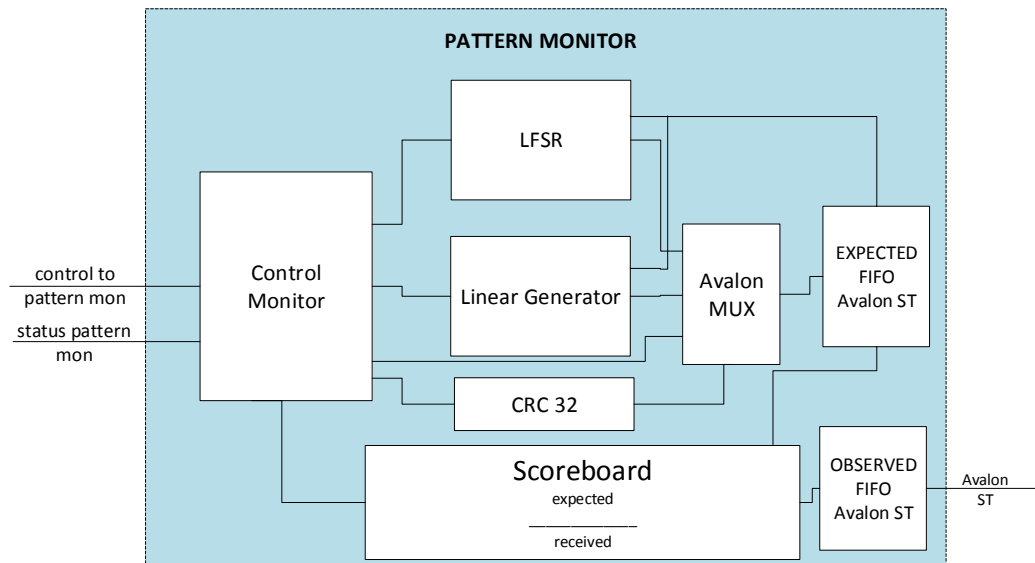 PATTERN MONITOR
LFSR
control to
pattern mon
status pattern
mon
Control
Monitor
Linear Generator
Avalon
MUX
EXPECTED
FIFO
Avalon ST
CRC 32
Scoreboard
expected
_______________
received
OBSERVED
FIFO
Avalon ST
Avalon
ST